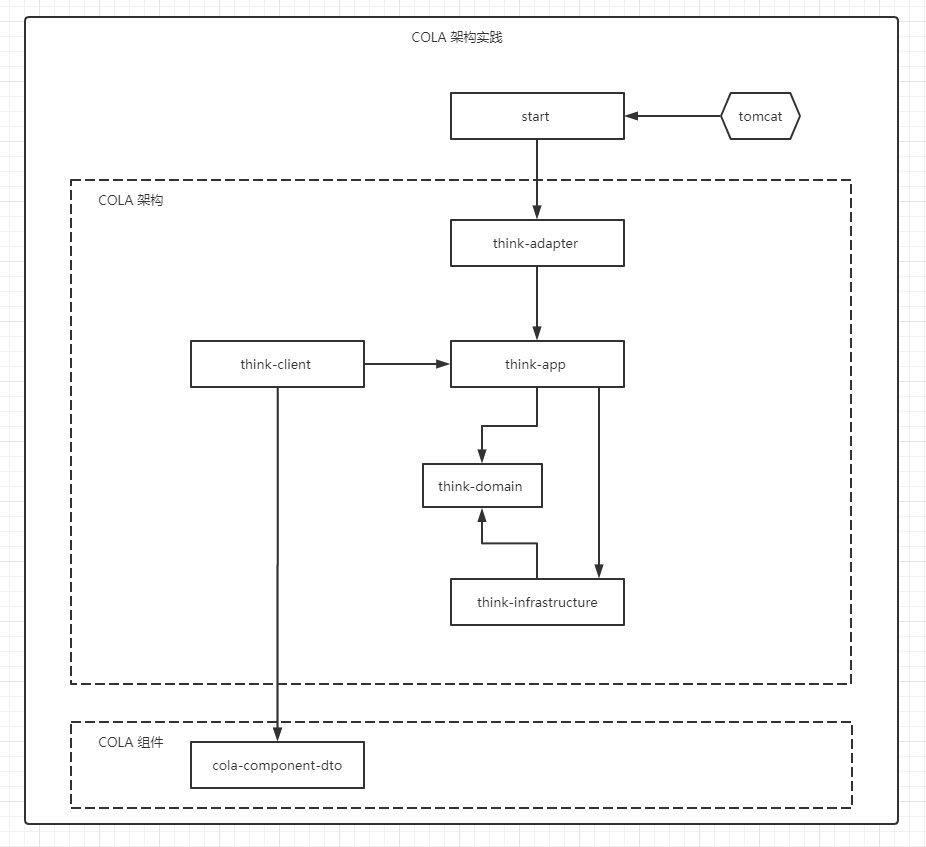 COLA 架构实践
start
tomcat
COLA 架构
think-adapter
think-client
think-app
think-domain
think-infrastructure
COLA 组件
cola-component-dto